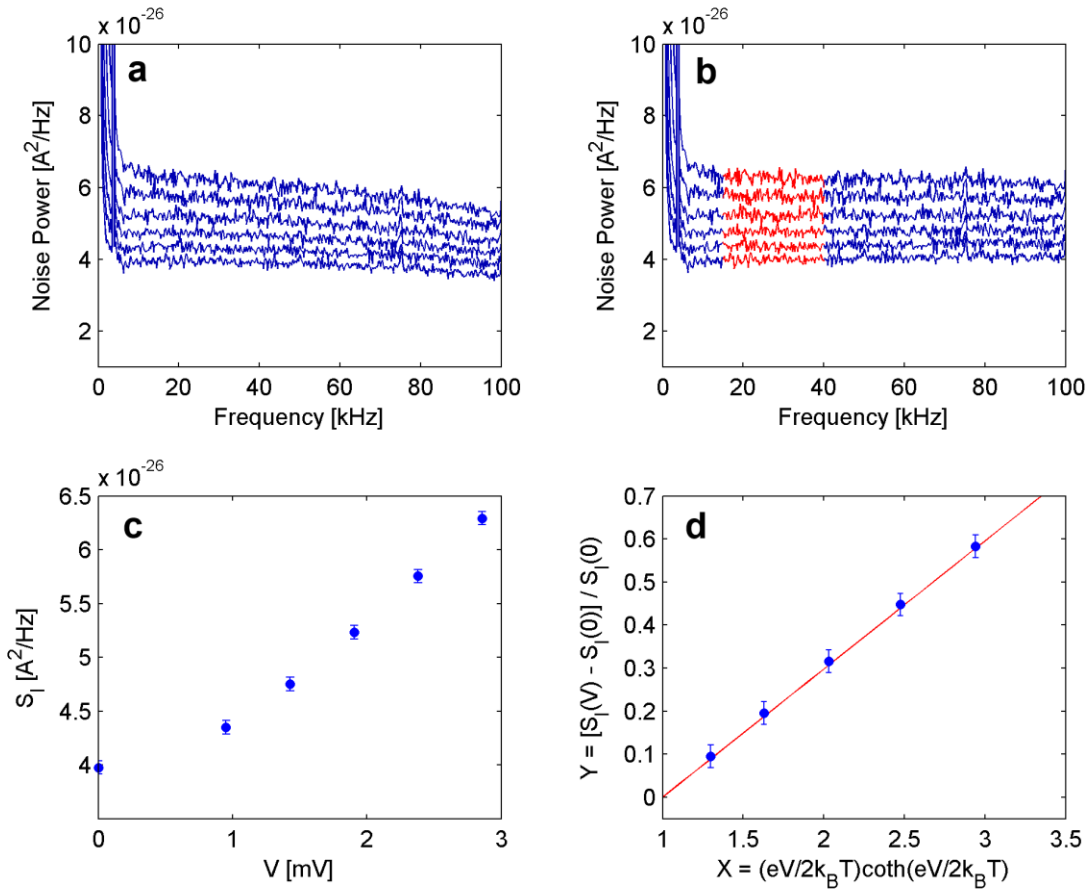 x 10^-26
a
10
8
6
4
2
0 20 40 60 80 100
Noise Power [A^2/Hz]
Frequency [kHz]
x 10^-26
b
10
8
6
4
2
0 20 40 60 80 100
Noise Power [A^2/Hz]
Frequency [kHz]
x 10^-26
c
6.5
6
5.5
5
4.5
4
0 1 2 3
S_I [A^2/Hz]
V [mV]
d
0.7
0.6
0.5
0.4
0.3
0.2
0.1
0
1 1.5 2 2.5 3 3.5
Y = [S_I(V) - S_I(0)] / S_I(0)
X = (eV/2k_BT)coth(eV/2k_BT)